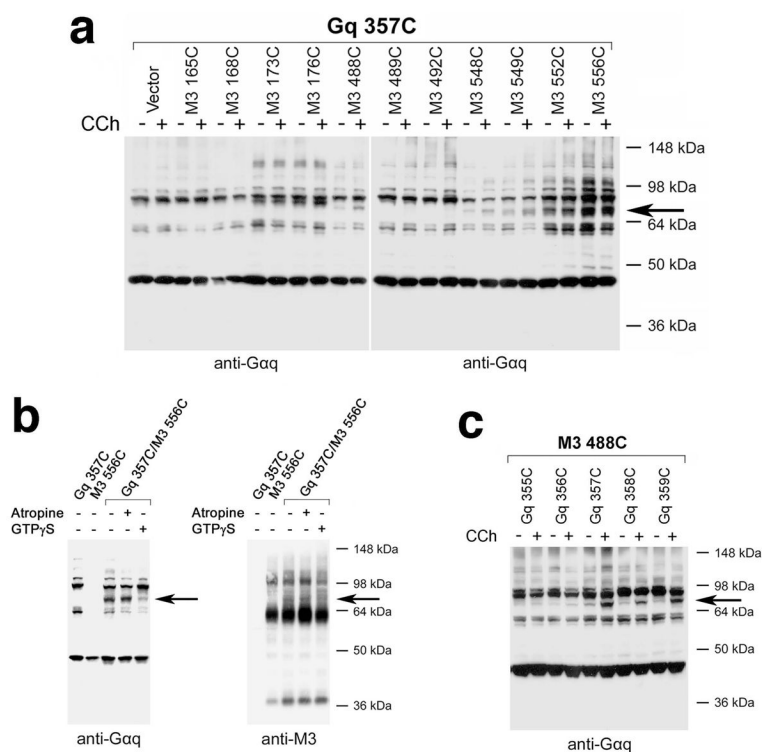 a
Gq 357C
Vector
M3 165C
M3 168C
M3 173C
M3 176C
M3 488C
M3 489C
M3 492C
M3 548C
M3 549C
M3 552C
M3 556C
CCh - + - + - + - + - + - + - + - + - + - + - + - +
148 kDa
98 kDa
64 kDa
50 kDa
36 kDa
anti-Gαq anti-Gαq
b
Gq 357C
M3 556C
Gq 357C/M3 556C
Atropine - - - + -
GTPγS - - - - +
anti-Gαq
Gq 357C
M3 556C
Gq 357C/M3 556C
Atropine - - - + -
GTPγS - - - - +
148 kDa
98 kDa
64 kDa
50 kDa
36 kDa
anti-M3
c
M3 488C
Gq 355C
Gq 356C
Gq 357C
Gq 358C
Gq 359C
CCh - + - + - + - + - +
148 kDa
98 kDa
64 kDa
50 kDa
36 kDa
anti-Gαq